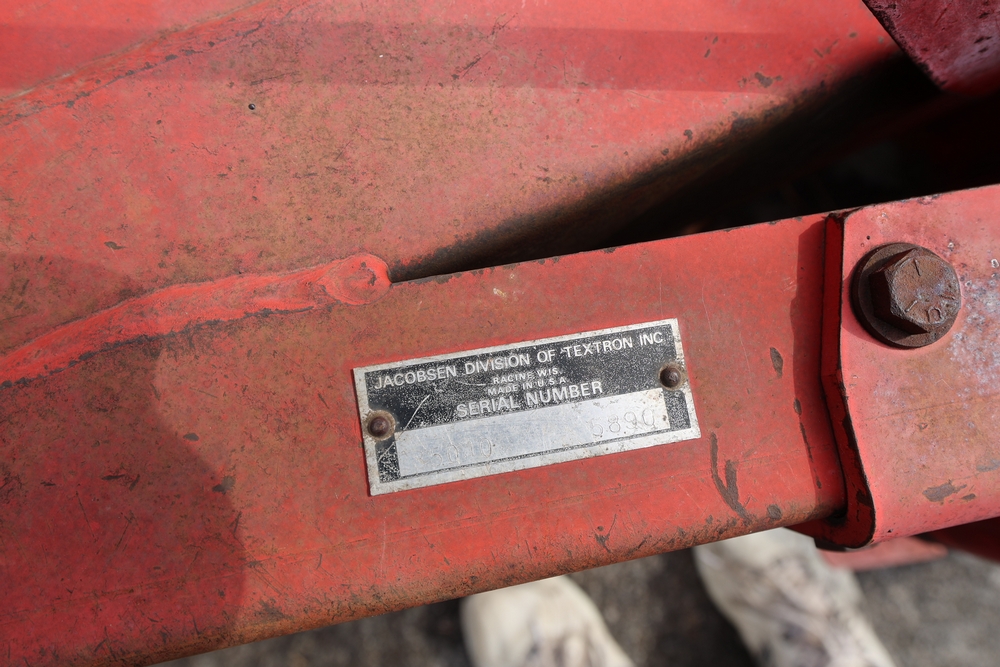 JACOBSEN DIVISION OF TEXTRON INC
RACINE WIS.
MADE IN U.S.A.
SERIAL NUMBER